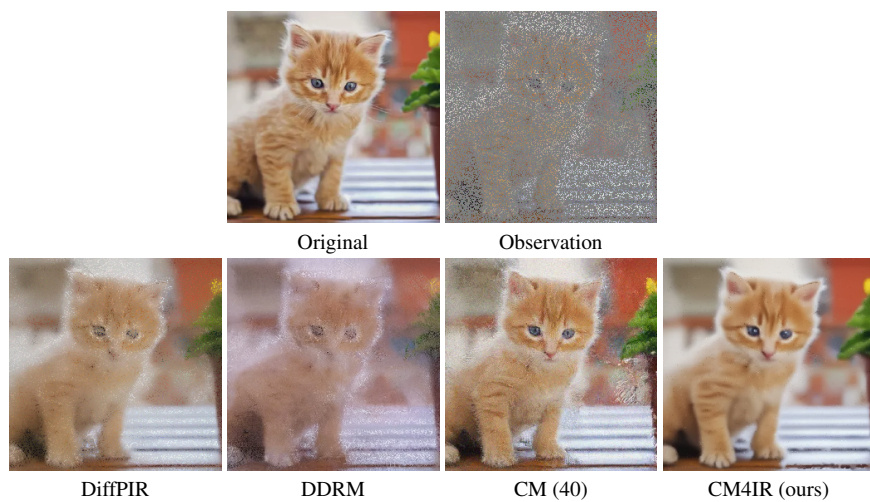 Original Observation
DiffPIR DDRM CM (40) CM4IR (ours)